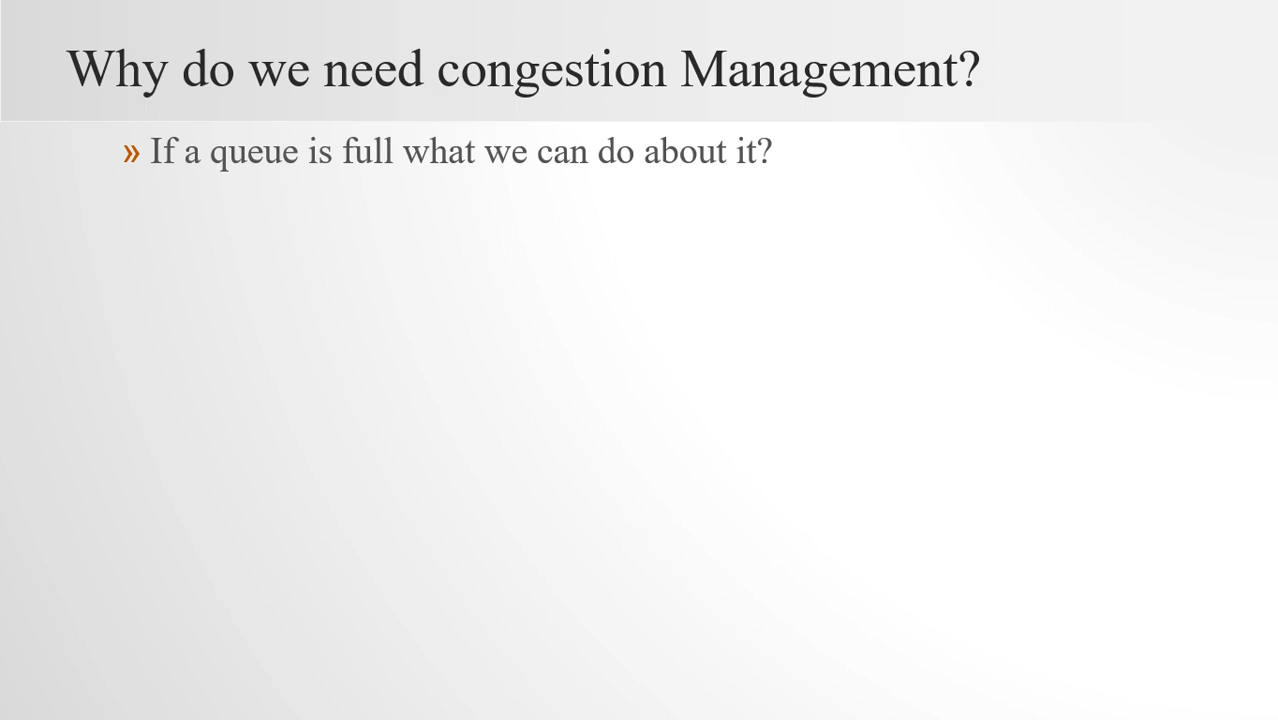 Why do we need congestion Management?
» If a queue is full what we can do about it?